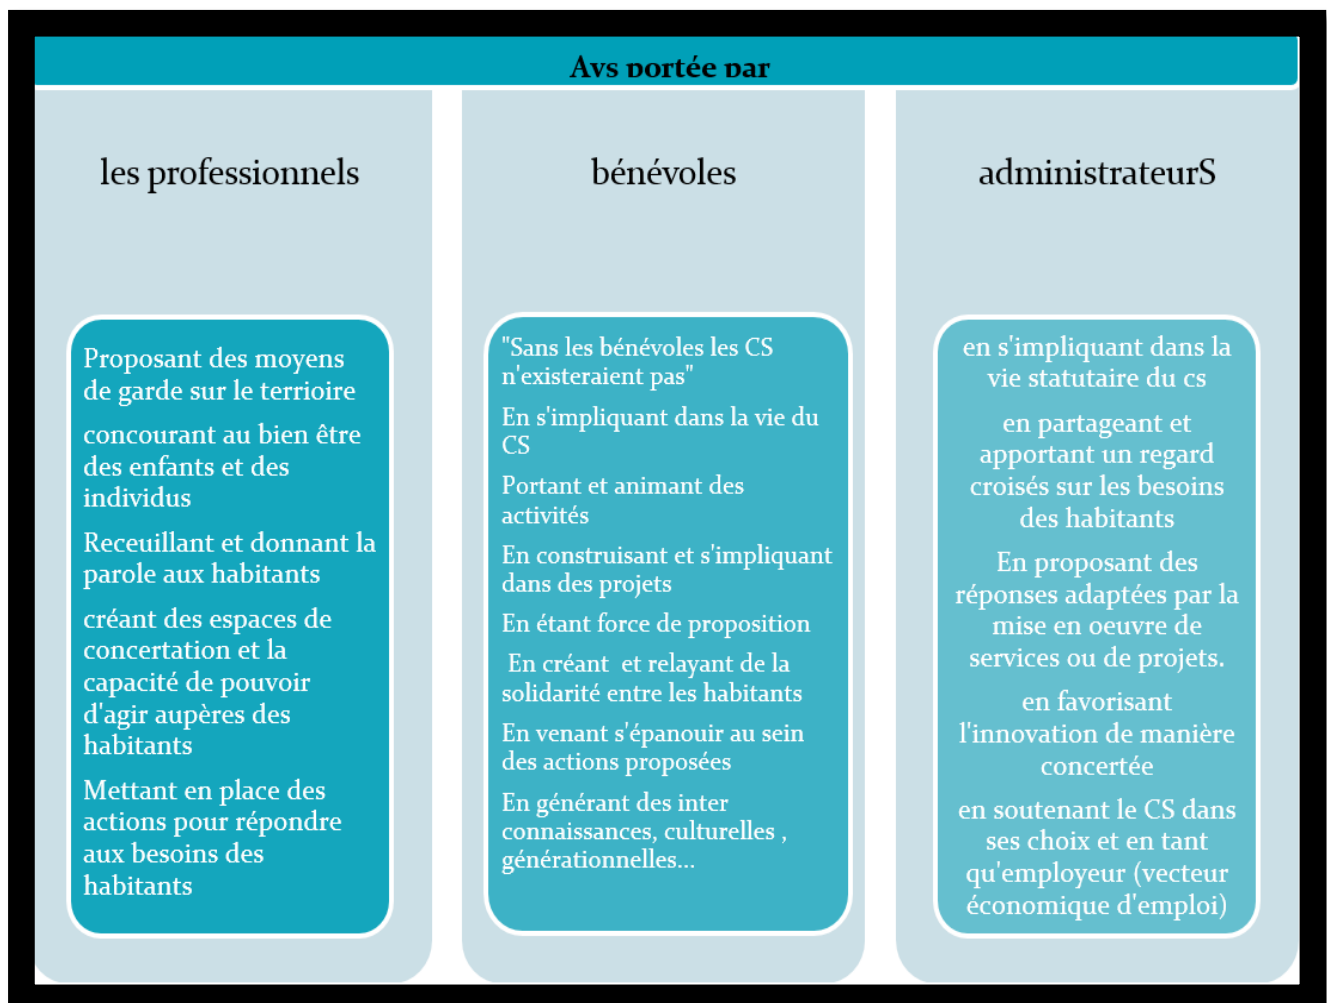 Avs portée par
les professionnels
Proposant des moyens
de garde sur le terrioire
concourant au bien être
des enfants et des
individus
Receuillant et donnant la
parole aux habitants
créant des espaces de
concertation et la
capacité de pouvoir
d'agir aupères des
habitants
Mettant en place des
actions pour répondre
aux besoins des
habitants
bénévoles
"Sans les bénévoles les CS
n'existeraient pas"
En s'impliquant dans la vie du
CS
Portant et animant des
activités
En construisant et s'impliquant
dans des projets
En étant force de proposition
En créant  et relayant de la
solidarité entre les habitants
En venant s'épanouir au sein
des actions proposées
En générant des inter
connaissances, culturelles ,
générationnelles...
administrateurS
en s'impliquant dans la
vie statutaire du cs
en partageant et
apportant un regard
croisés sur les besoins
des habitants
En proposant des
réponses adaptées par la
mise en oeuvre de
services ou de projets.
en favorisant
l'innovation de manière
concertée
en soutenant le CS dans
ses choix et en tant
qu'employeur (vecteur
économique d'emploi)